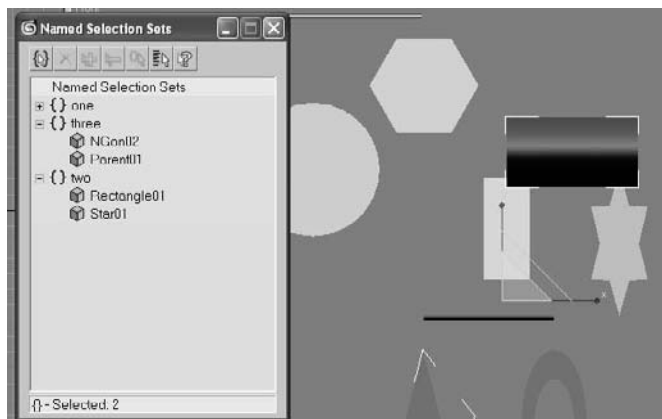 Named Selection Sets
Named Selection Sets
{} one
{} three
NGon02
Parent01
{} two
Rectangle01
Star01
{} - Selected: 2
x